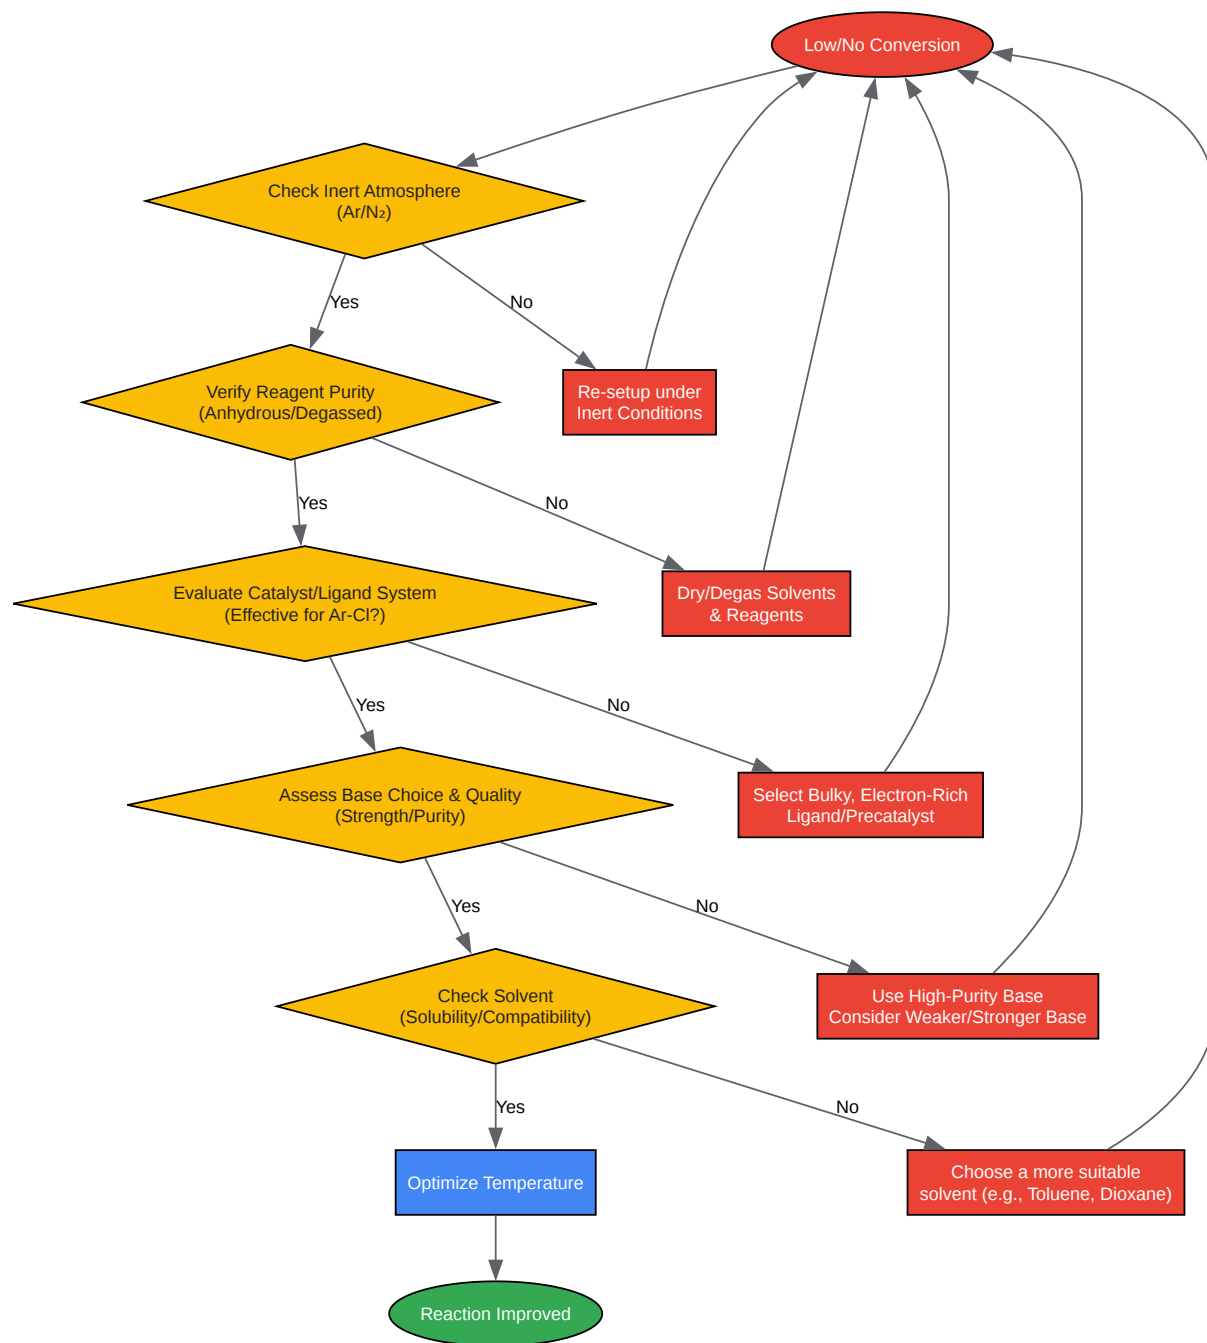 Low/No Conversion
Check Inert Atmosphere
(Ar/N₂)
Yes
No
Verify Reagent Purity
(Anhydrous/Degassed)
Re-setup under
Inert Conditions
Yes
No
Evaluate Catalyst/Ligand System
(Effective for Ar-Cl?)
Dry/Degas Solvents
& Reagents
Yes
No
Assess Base Choice & Quality
(Strength/Purity)
Select Bulky, Electron-Rich
Ligand/Precatalyst
Yes
No
Check Solvent
(Solubility/Compatibility)
Use High-Purity Base
Consider Weaker/Stronger Base
Yes
No
Optimize Temperature
Choose a more suitable
solvent (e.g., Toluene, Dioxane)
Reaction Improved